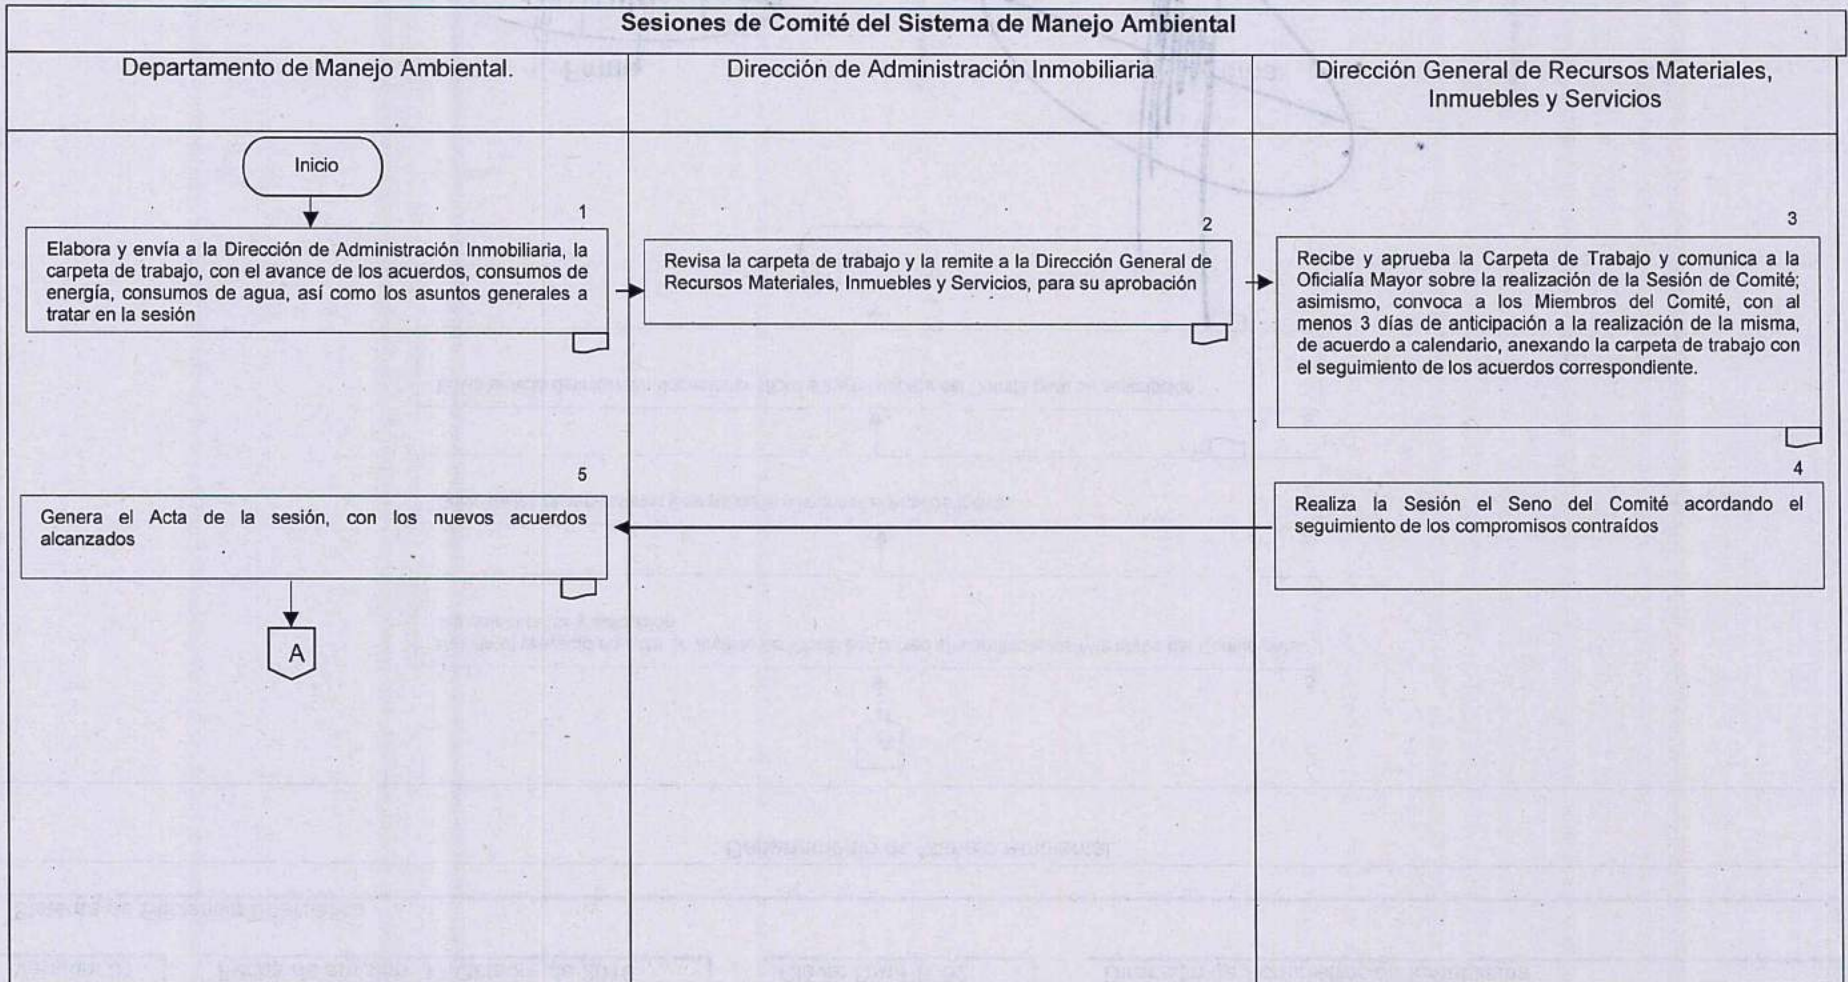 Sesiones de Comité del Sistema de Manejo Ambiental
Departamento de Manejo Ambiental.
Dirección de Administración Inmobiliaria
Dirección General de Recursos Materiales,
Inmuebles y Servicios
Inicio
1
Elabora y envía a la Dirección de Administración Inmobiliaria, la
carpeta de trabajo, con el avance de los acuerdos, consumos de
energía, consumos de agua, así como los asuntos generales a
tratar en la sesión
2
Revisa la carpeta de trabajo y la remite a la Dirección General de
Recursos Materiales, Inmuebles y Servicios, para su aprobación
3
Recibe y aprueba la Carpeta de Trabajo y comunica a la
Oficialía Mayor sobre la realización de la Sesión de Comité;
asimismo, convoca a los Miembros del Comité, con al
menos 3 días de anticipación a la realización de la misma,
de acuerdo a calendario, anexando la carpeta de trabajo con
el seguimiento de los acuerdos correspondiente.
4
Realiza la Sesión el Seno del Comité acordando el
seguimiento de los compromisos contraídos
5
Genera el Acta de la sesión, con los nuevos acuerdos
alcanzados
A